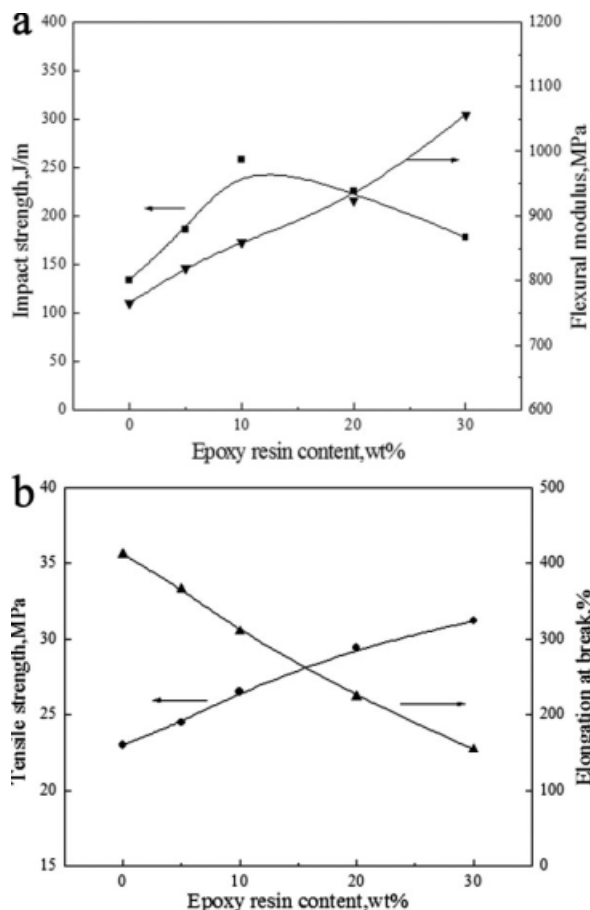 a
400
350
300
250
200
150
100
50
0
Impact strength,J/m
1200
1100
1000
900
800
700
600
Flexural modulus,MPa
0 10 20 30
Epoxy resin content,wt%
b
40
35
30
25
20
15
Tensile strength,MPa
500
400
300
200
100
0
Elongation at break,%
0 10 20 30
Epoxy resin content,wt%